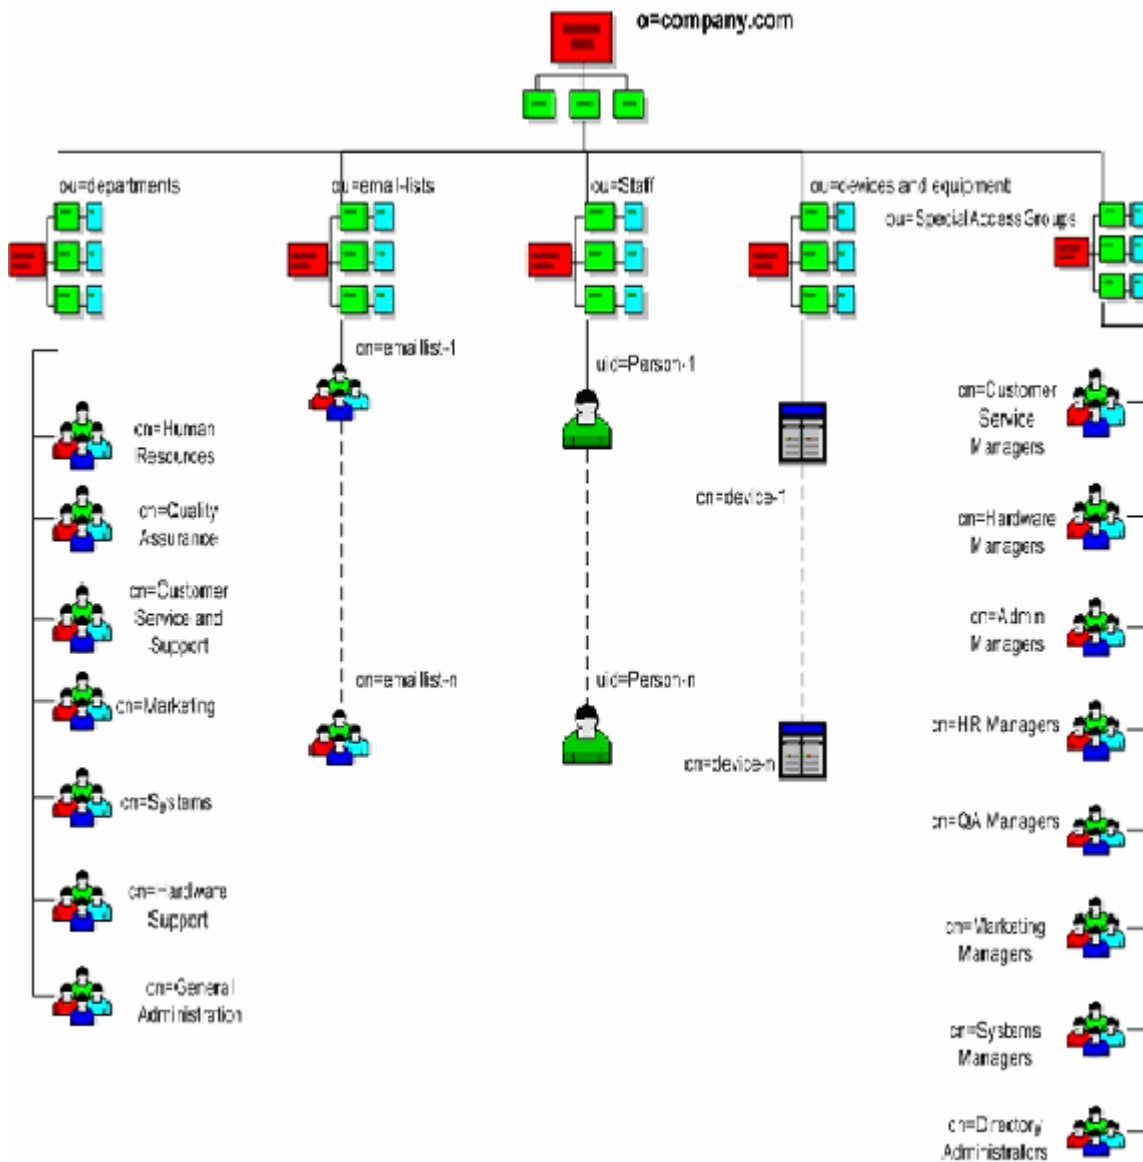 o=company.com
ou=departments
ou=email-lists
ou=Staff
ou=devices and equipment
ou=Special Access Groups
cn=emaillist-1
uid=Person-1
cn=device-1
cn=emaillist-n
uid=Person-n
cn=device-n
cn=Human
Resources
cn=Quality
Assurance
cn=Customer
Service and
Support
cn=Marketing
cn=Systems
cn=Hardware
Support
cn=General
Administration
cn=Customer
Service
Managers
cn=Hardware
Managers
cn=Admin
Managers
cn=HR Managers
cn=QA Managers
cn=Marketing
Managers
cn=Systems
Managers
cn=Directory
Administrators